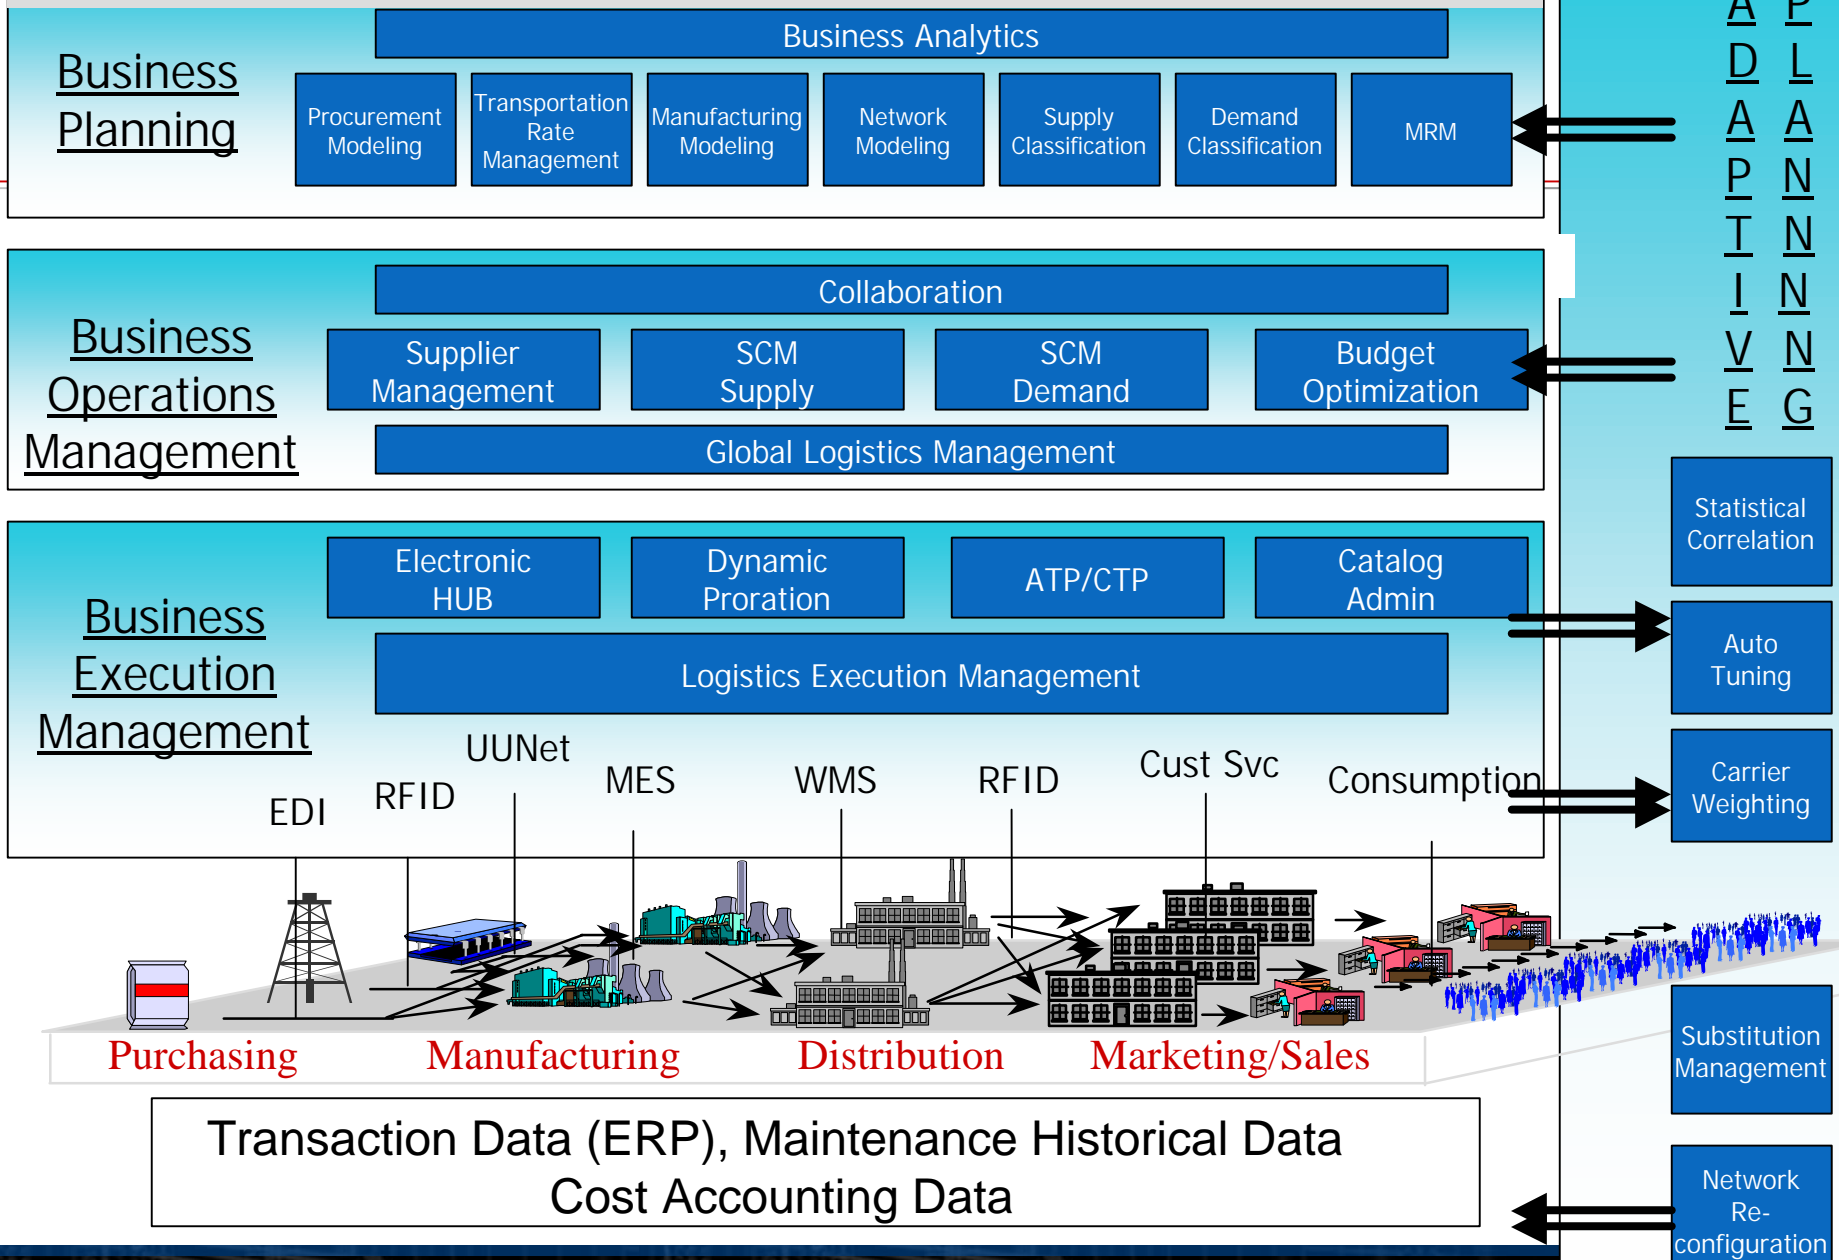 Business Analytics
Business
Planning
Procurement
Modeling
Transportation
Rate
Management
Manufacturing
Modeling
Network
Modeling
Supply
Classification
Demand
Classification
MRM
Collaboration
Business
Operations
Management
Supplier
Management
SCM
Supply
SCM
Demand
Budget
Optimization
Global Logistics Management
Electronic
HUB
Dynamic
Proration
ATP/CTP
Catalog
Admin
Business
Execution
Management
Logistics Execution Management
EDI
RFID
UUNet
MES
WMS
RFID
Cust Svc
Consumption
Purchasing
Manufacturing
Distribution
Marketing/Sales
Transaction Data (ERP), Maintenance Historical Data
Cost Accounting Data
A P
D L
A A
P N
T N
I N
V N
E G
Statistical
Correlation
Auto
Tuning
Carrier
Weighting
Substitution
Management
Network
Re-
configuration